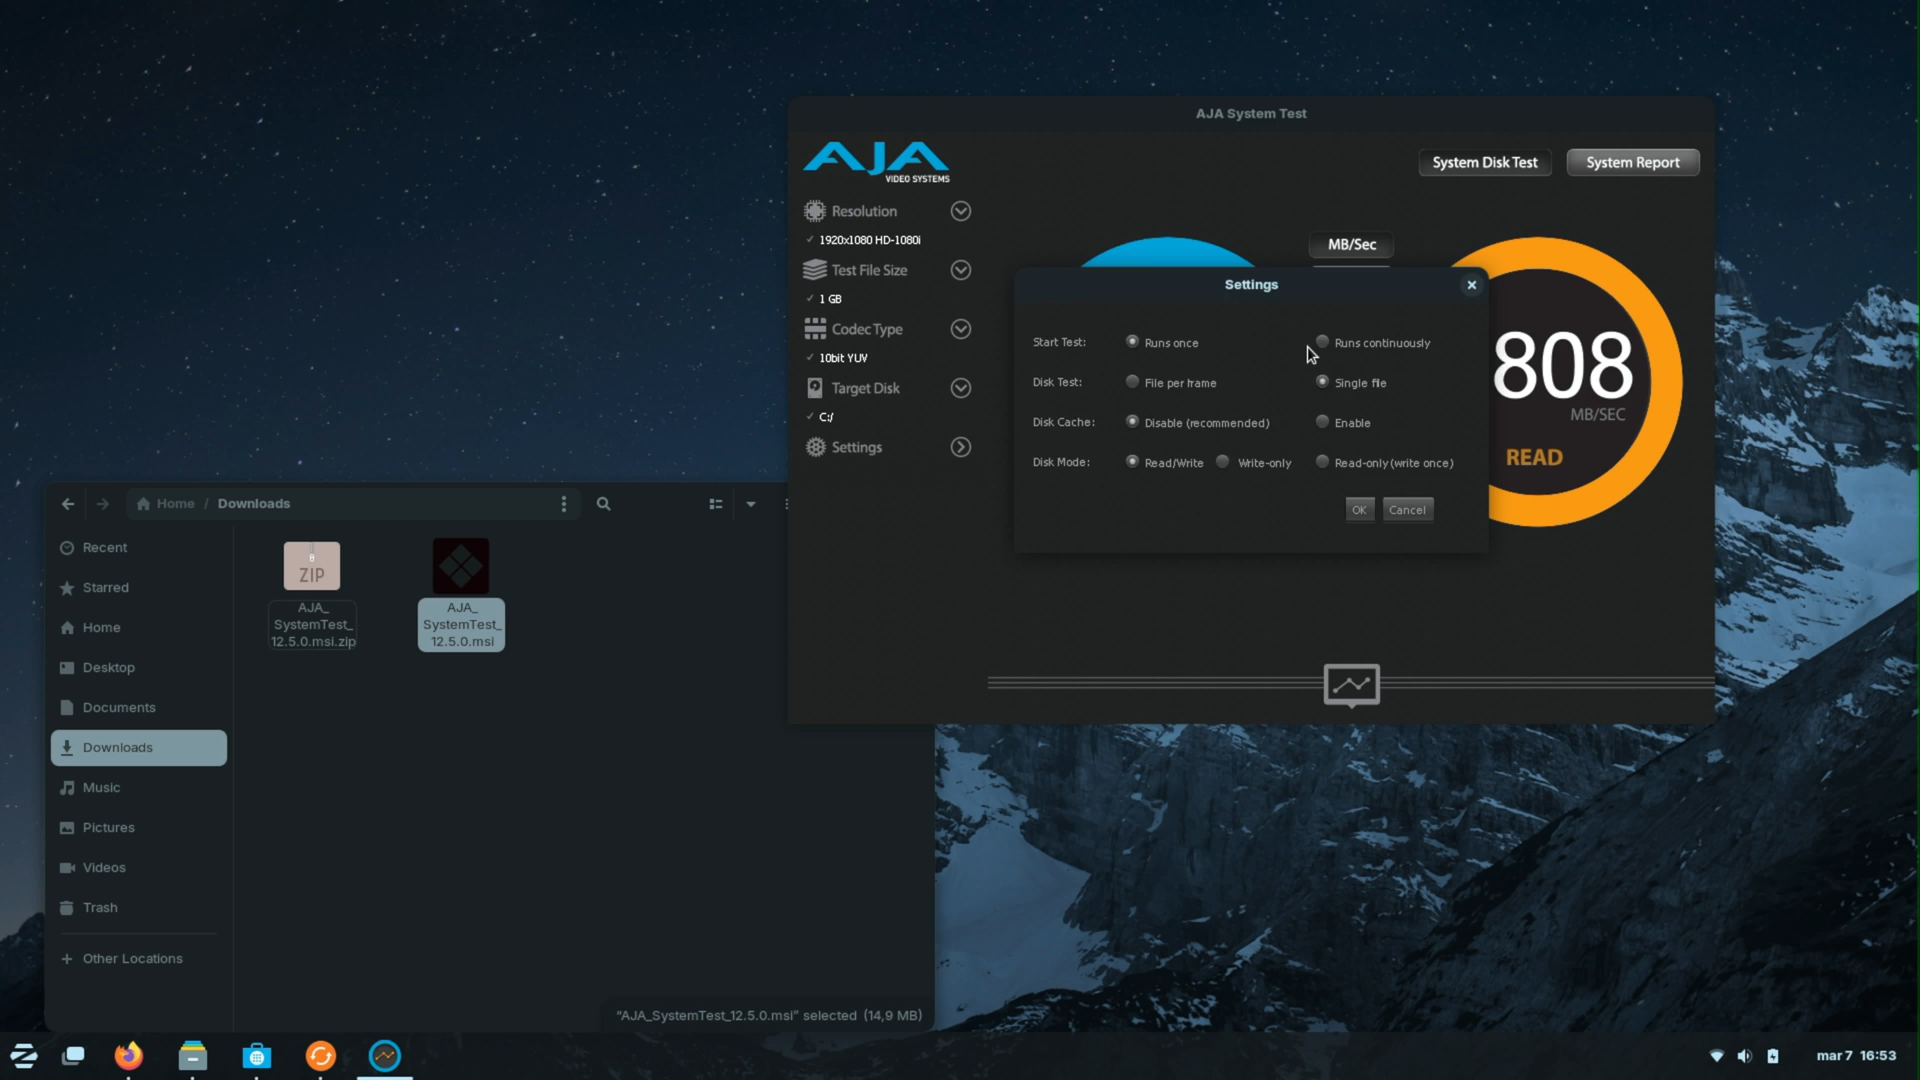 AJA System Test
AJA
VIDEO SYSTEMS
System Disk Test
System Report
Resolution
1920x1080 HD-1080i
Test File Size
1 GB
Codec Type
10bit YUV
Target Disk
C:/
Settings
MB/Sec
808
MB/SEC
READ
Settings
Start Test:
Runs once
Runs continuously
Disk Test:
File per frame
Single file
Disk Cache:
Disable (recommended)
Enable
Disk Mode:
Read/Write
Write-only
Read-only (write once)
OK
Cancel
Home / Downloads
Recent
Starred
Home
Desktop
Documents
Downloads
Music
Pictures
Videos
Trash
Other Locations
ZIP
AJA_
SystemTest_
12.5.0.msi.zip
AJA_
SystemTest_
12.5.0.msi
"AJA_SystemTest_12.5.0.msi" selected (14,9 MB)
mar 7 16:53